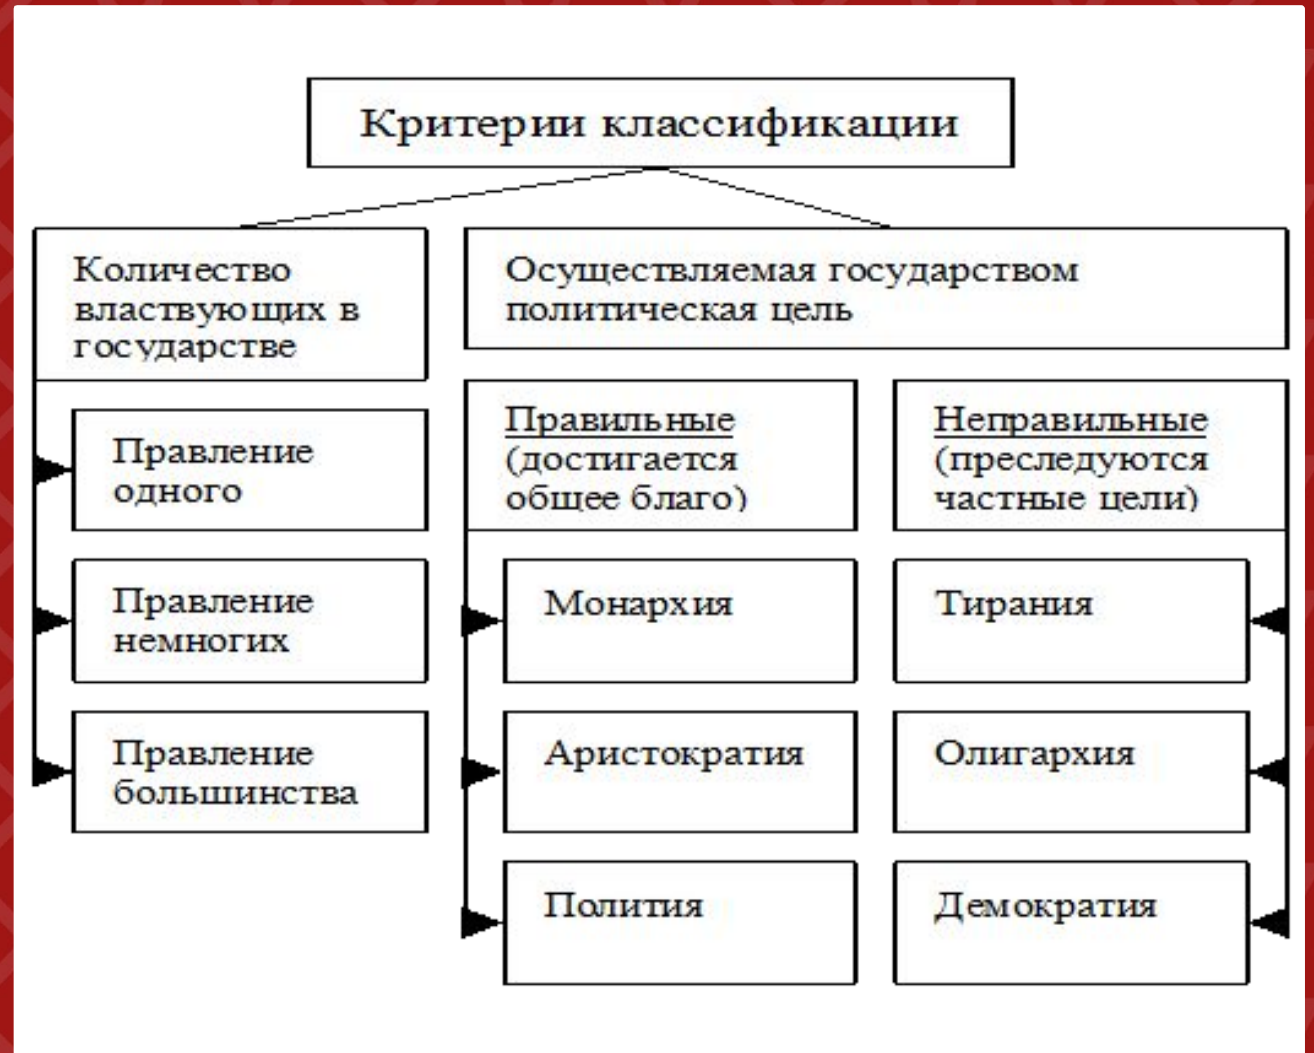 Критерии классификации
Количество
властвующих в
государстве
Правление
одного
Правление
немногих
Правление
большинства
Осуществляемая государством
политическая цель
Правильные
(достигается
общее благо)
Монархия
Аристократия
Полития
Неправильные
(преследуются
частные цели)
Тирания
Олигархия
Демократия